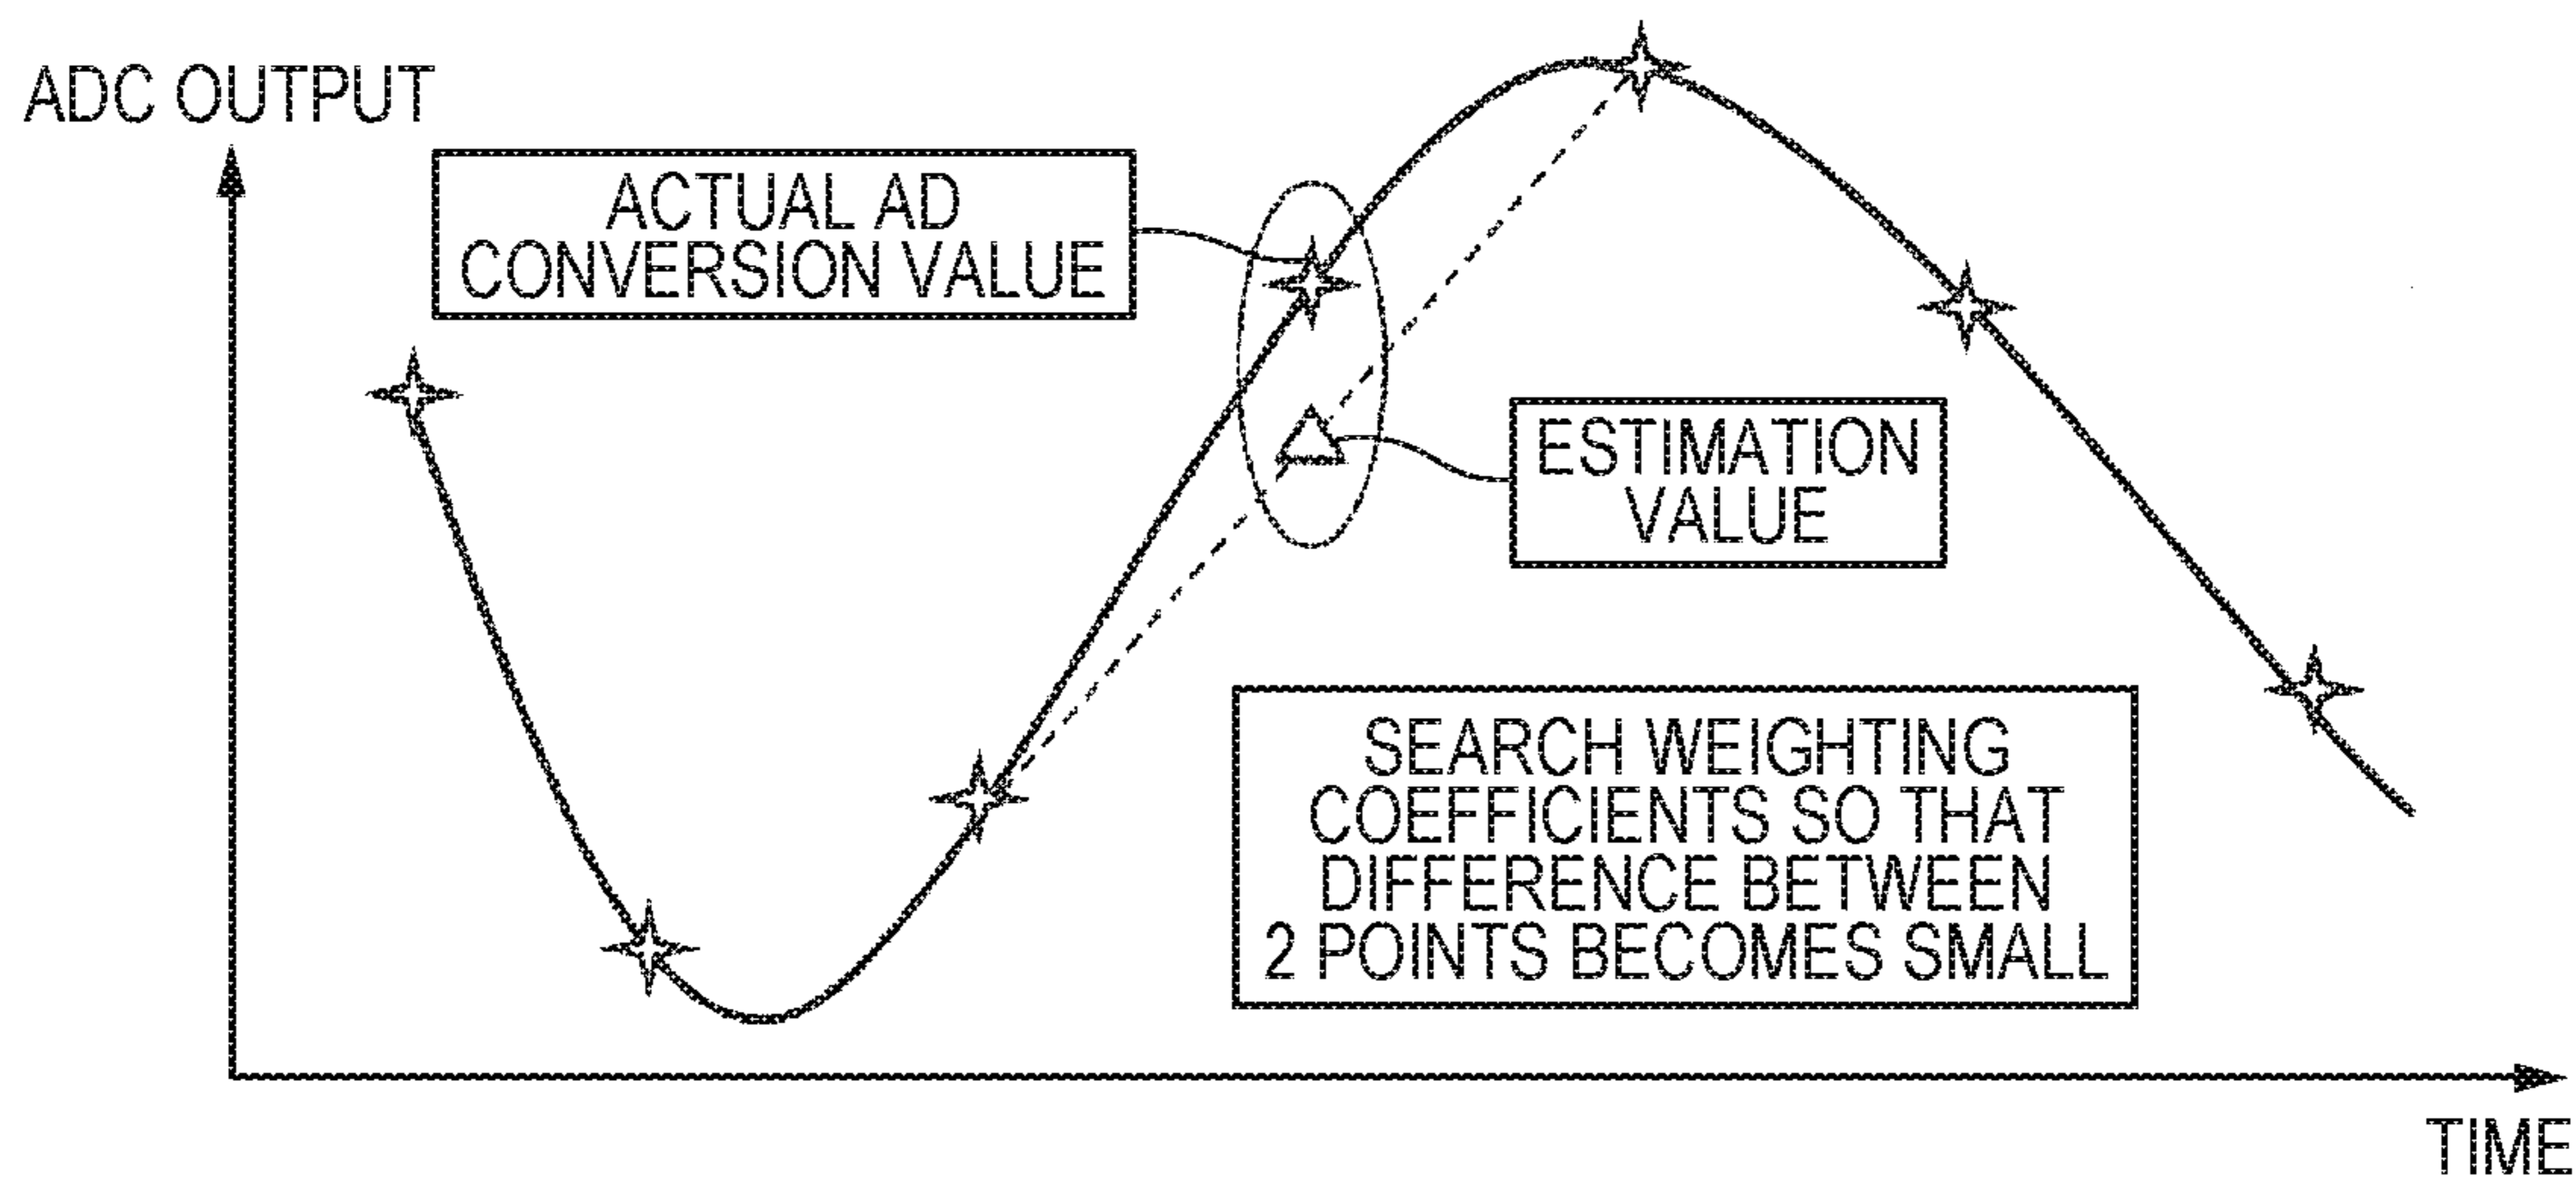 ADC OUTPUT
ACTUAL AD
CONVERSION VALUE
ESTIMATION
VALUE
SEARCH WEIGHTING
COEFFICIENTS SO THAT
DIFFERENCE BETWEEN
2 POINTS BECOMES SMALL
TIME